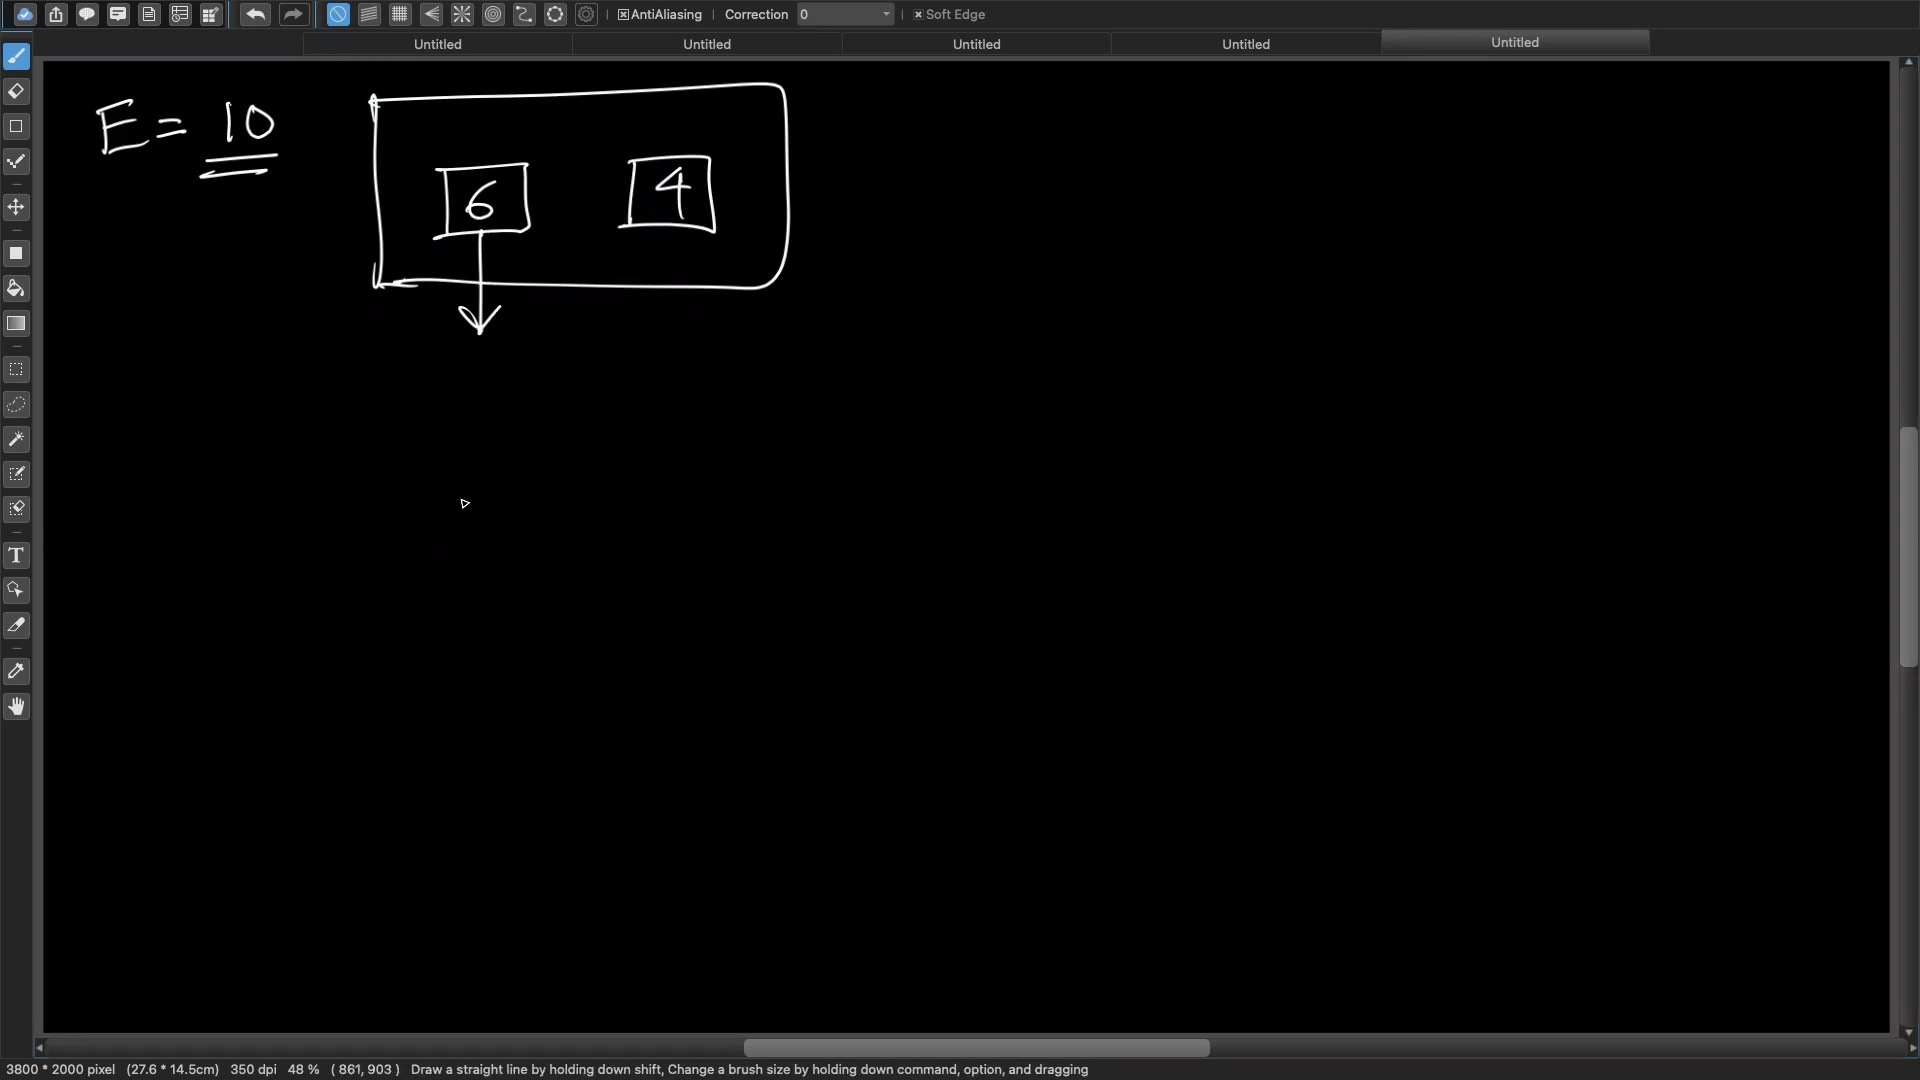 AntiAliasing Correction 0 Soft Edge
Untitled Untitled Untitled Untitled Untitled
E = 10
6 4
T
3800 * 2000 pixel (27.6 * 14.5cm) 350 dpi 48 % ( 861, 903 ) Draw a straight line by holding down shift, Change a brush size by holding down command, option, and dragging